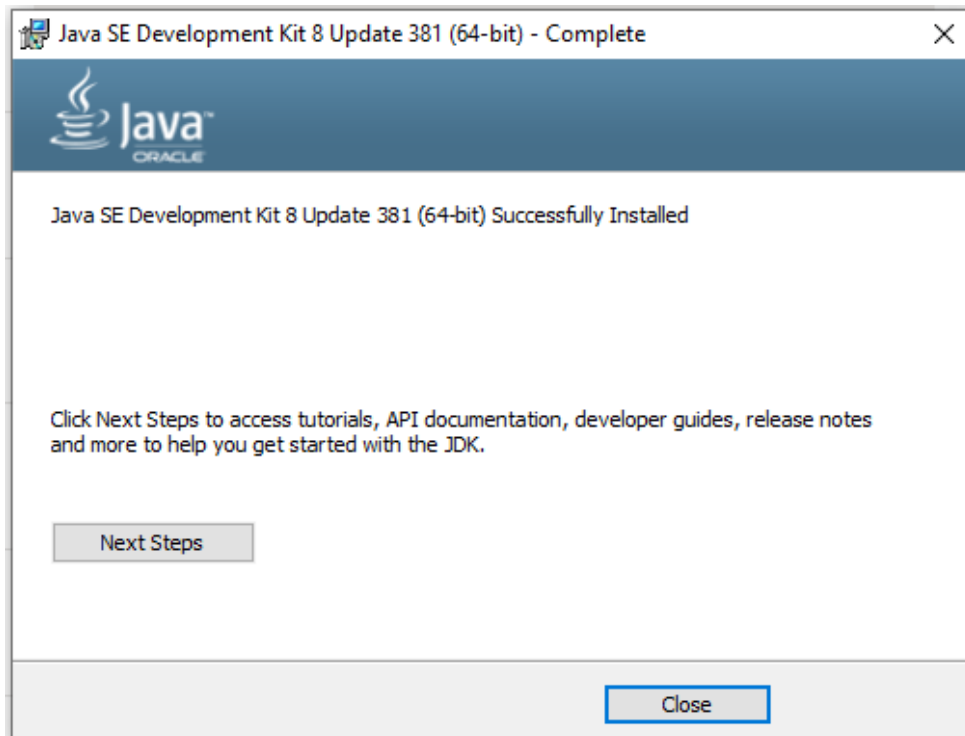 Java SE Development Kit 8 Update 381 (64-bit) - Complete
Java™
ORACLE
Java SE Development Kit 8 Update 381 (64-bit) Successfully Installed
Click Next Steps to access tutorials, API documentation, developer guides, release notes
and more to help you get started with the JDK.
Next Steps
Close